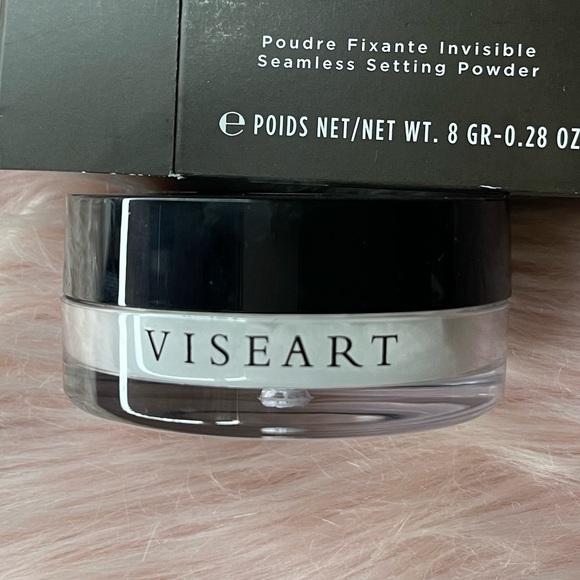 Poudre Fixante Invisible
Seamless Setting Powder
℮ POIDS NET/NET WT. 8 GR-0.28 OZ
VISEART